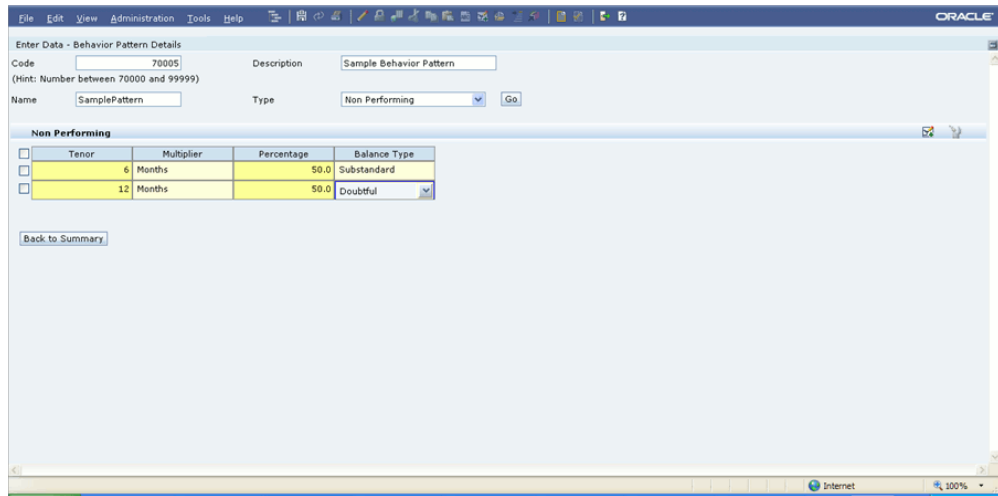 File Edit View Administration Tools Help ORACLE
Enter Data - Behavior Pattern Details
Code 70005 Description Sample Behavior Pattern
(Hint: Number between 70000 and 99999)
Name SamplePattern Type Non Performing Go
Non Performing
Tenor Multiplier Percentage Balance Type
6 Months 50.0 Substandard
12 Months 50.0 Doubtful
Back to Summary
Internet 100%